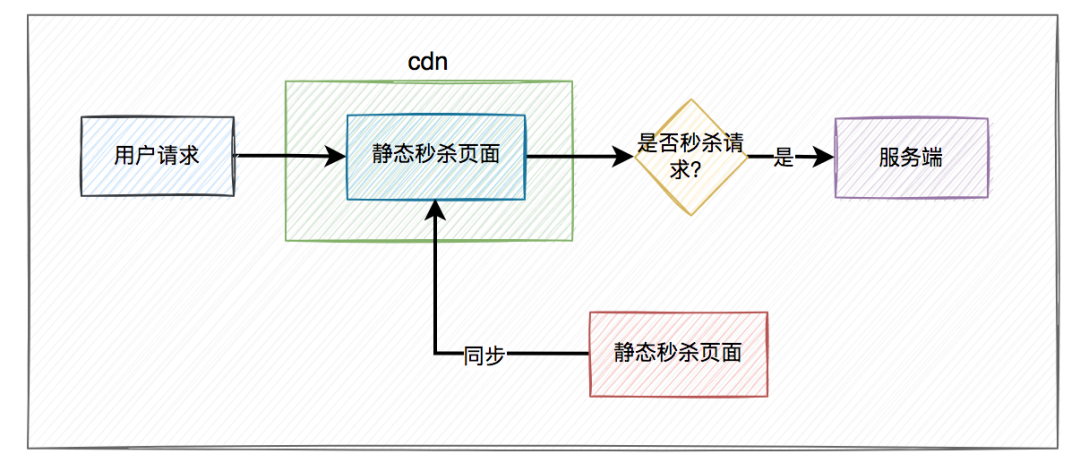 cdn
用户请求
静态秒杀页面
是否秒杀请
求?
是
服务端
同步
静态秒杀页面